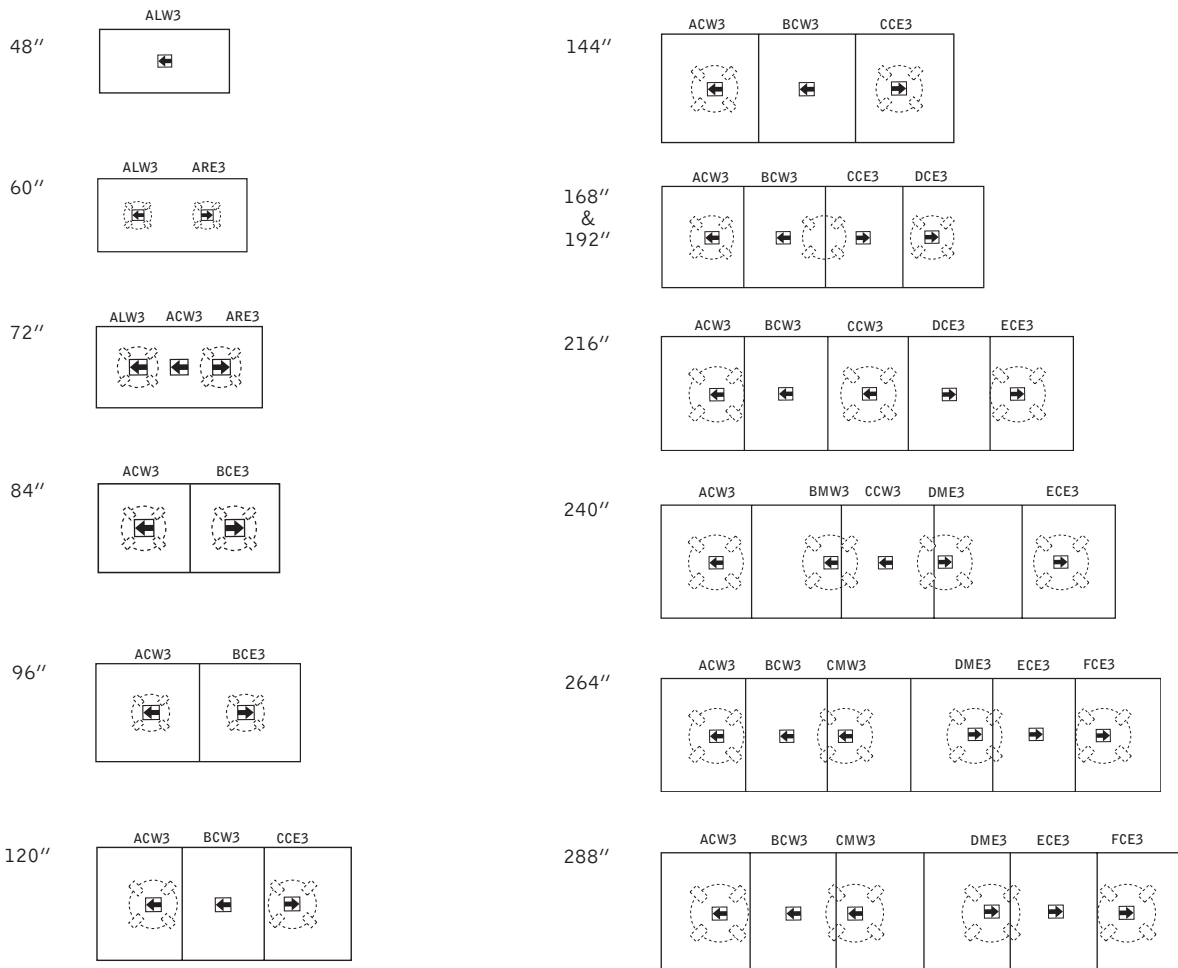 48″
ALW3
60″
ALW3 ARE3
72″
ALW3 ACW3 ARE3
84″
ACW3 BCE3
96″
ACW3 BCE3
120″
ACW3 BCW3 CCE3
144″
ACW3 BCW3 CCE3
168″
&
192″
ACW3 BCW3 CCE3 DCE3
216″
ACW3 BCW3 CCW3 DCE3 ECE3
240″
ACW3 BMW3 CCW3 DME3 ECE3
264″
ACW3 BCW3 CMW3 DME3 ECE3 FCE3
288″
ACW3 BCW3 CMW3 DME3 ECE3 FCE3